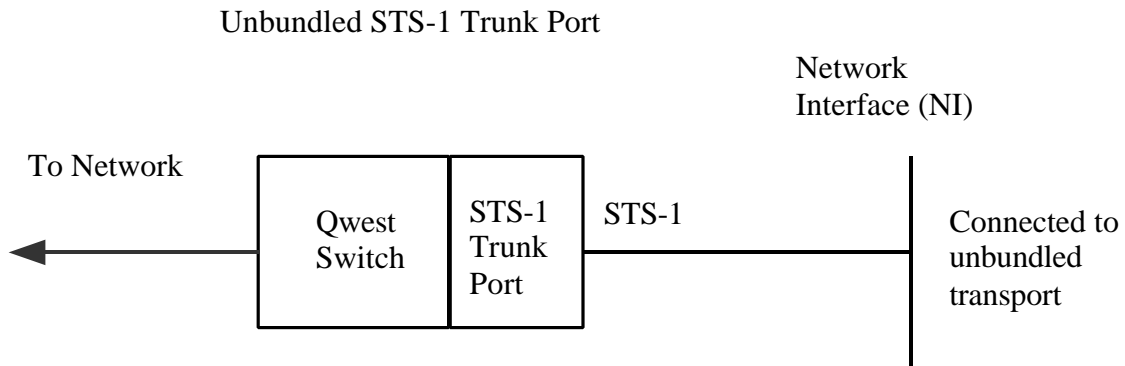 Unbundled STS-1 Trunk Port
Network
Interface (NI)
To Network
Qwest
Switch
STS-1
Trunk
Port
STS-1
Connected to
unbundled
transport